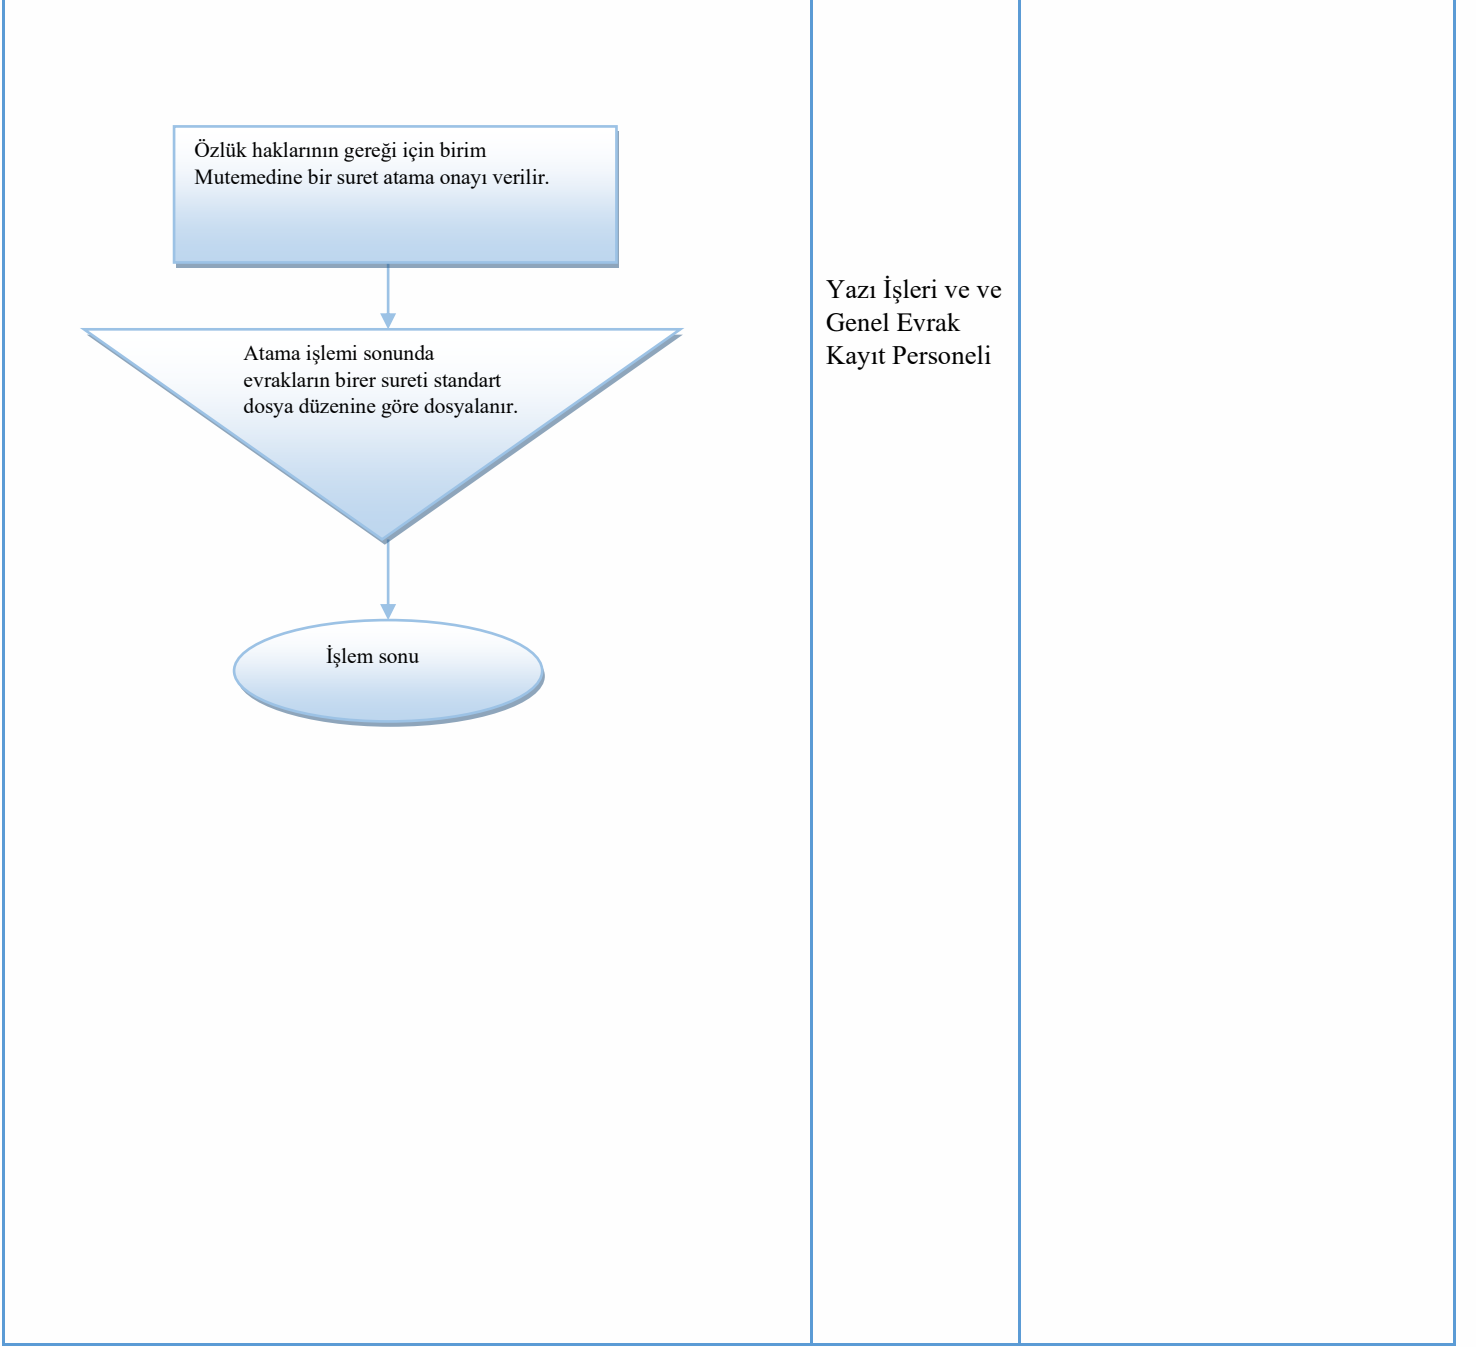 Özlük haklarının gereği için birim
Mutemedine bir suret atama onayı verilir.
Atama işlemi sonunda
evrakların birer sureti standart
dosya düzenine göre dosyalanır.
İşlem sonu
Yazı İşleri ve ve
Genel Evrak
Kayıt Personeli